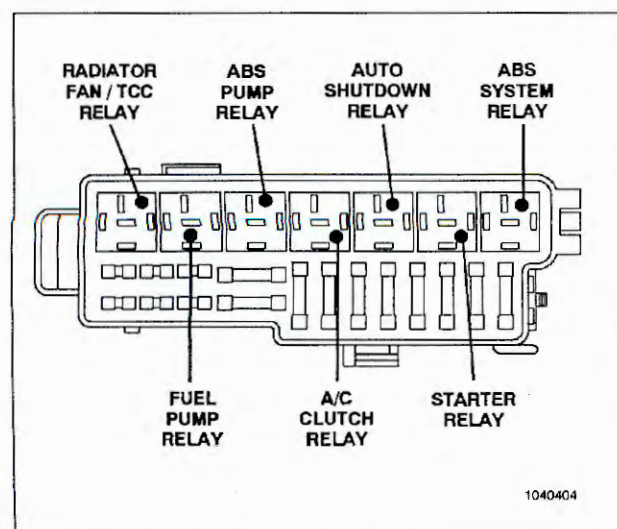 RADIATOR
FAN / TCC
RELAY
ABS
PUMP
RELAY
AUTO
SHUTDOWN
RELAY
ABS
SYSTEM
RELAY
FUEL
PUMP
RELAY
A/C
CLUTCH
RELAY
STARTER
RELAY
1040404